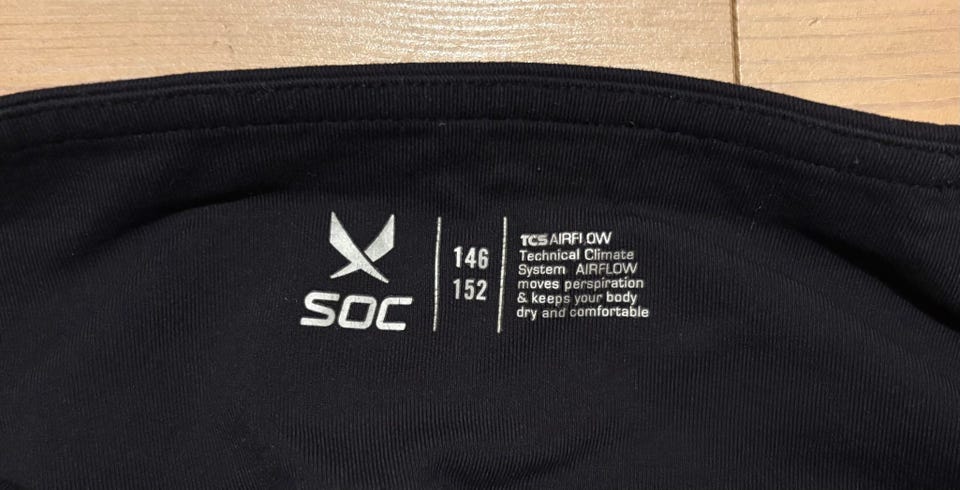 SOC
146
152
TCS AIRFLOW
Technical Climate
System AIRFLOW
moves perspiration
& keeps your body
dry and comfortable